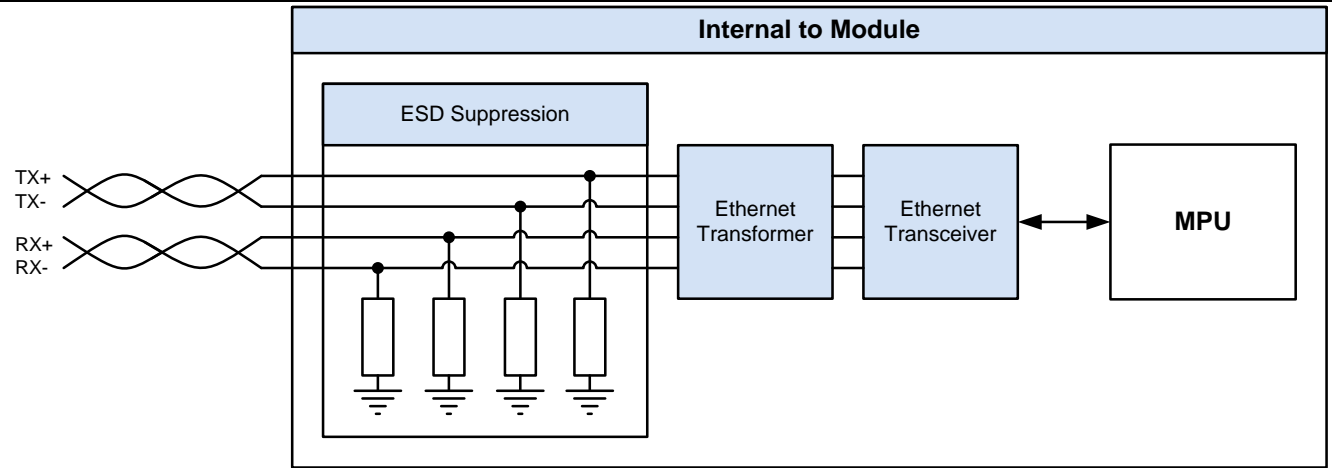 Internal to Module
ESD Suppression
TX+
TX-
RX+
RX-
Ethernet
Transformer
Ethernet
Transceiver
MPU